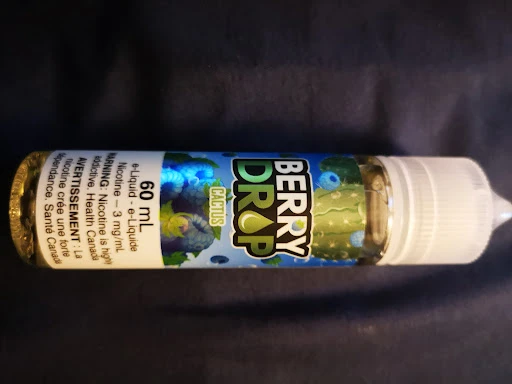 BERRY
DROP
CACTUS
60 mL
e-Liquid - e-Liquide
Nicotine – 3 mg/mL
WARNING: Nicotine is highly
addictive. Health Canada
AVERTISSEMENT : La
nicotine crée une forte
dépendance. Santé Canada